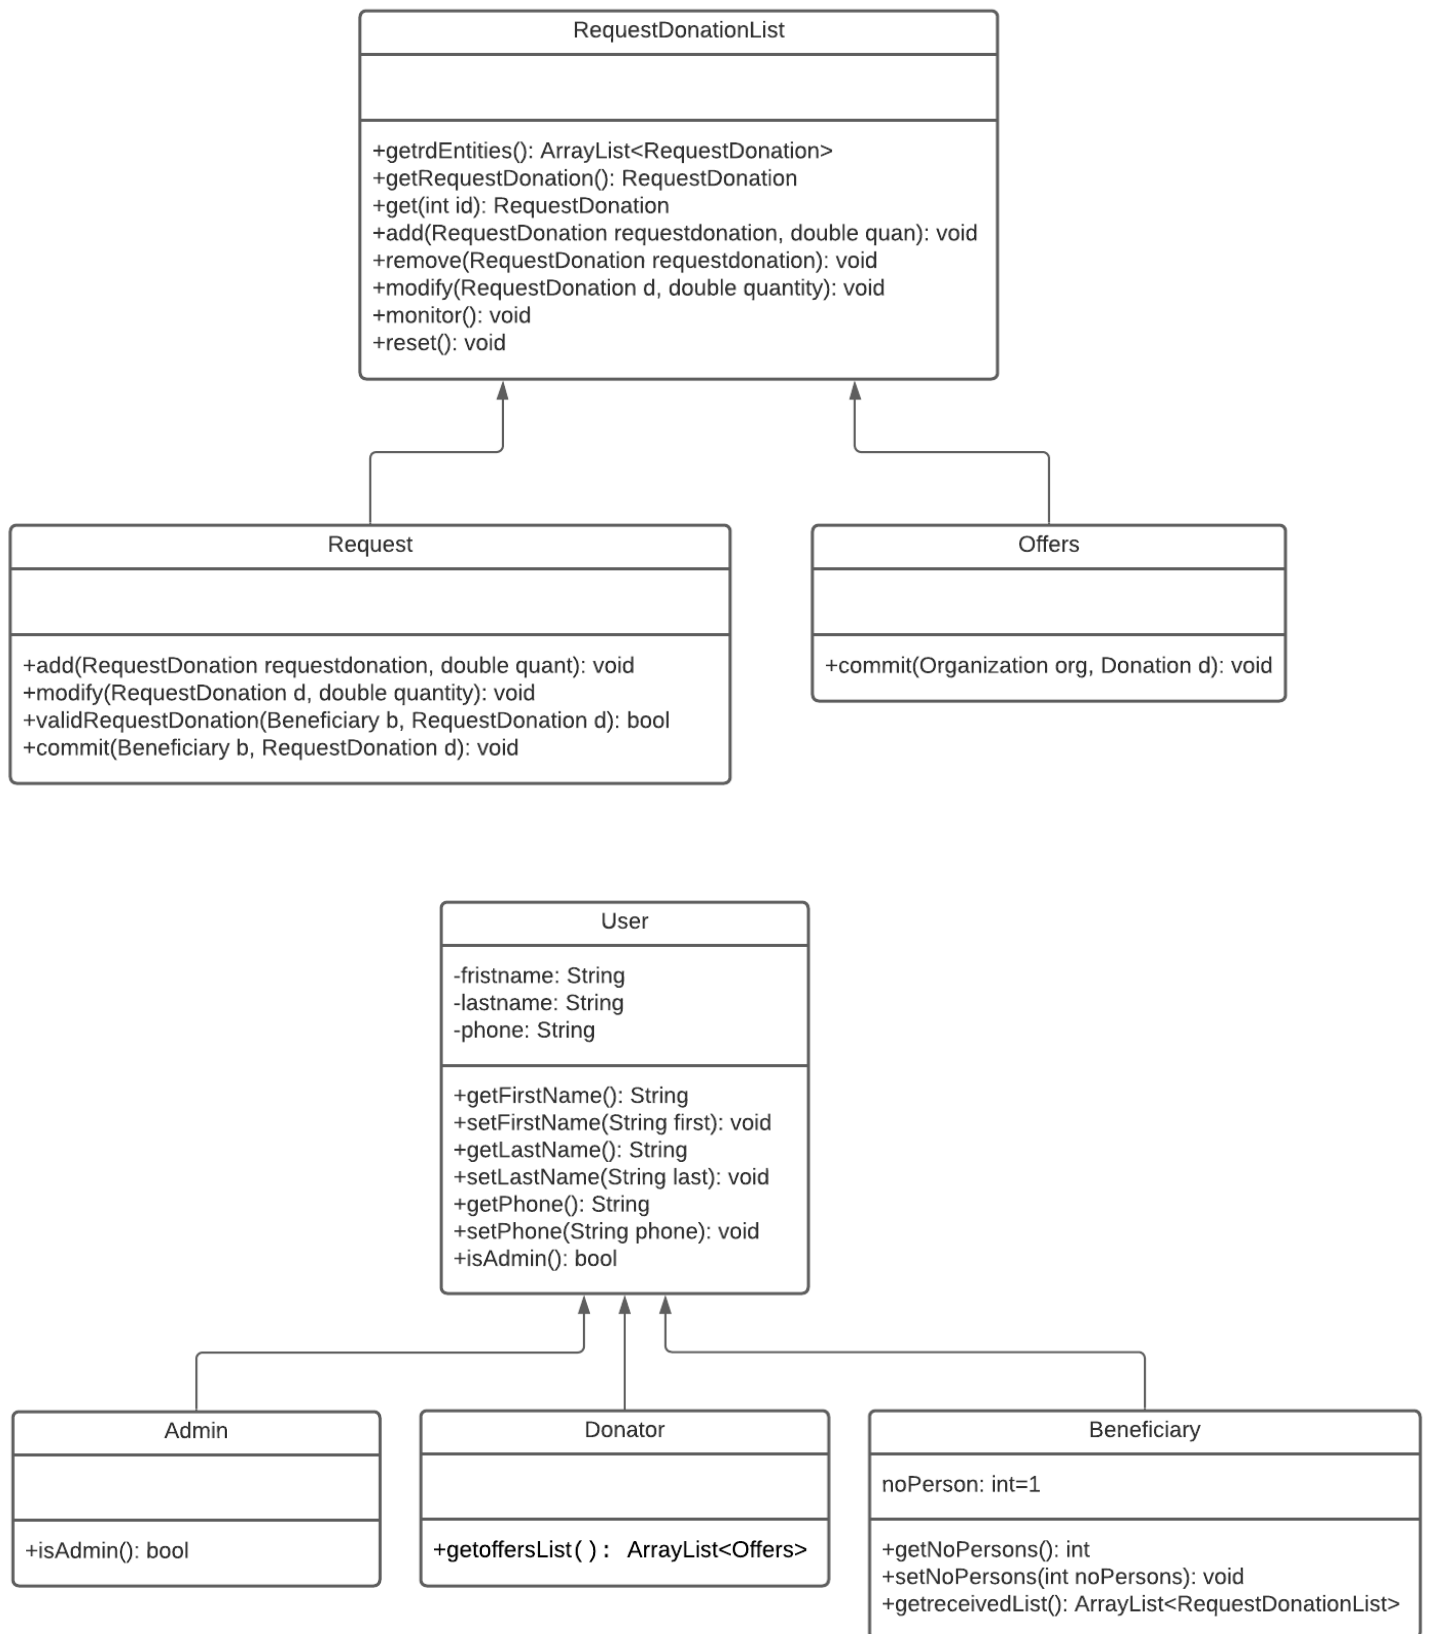 RequestDonationList
+getrdEntities(): ArrayList<RequestDonation>
+getRequestDonation(): RequestDonation
+get(int id): RequestDonation
+add(RequestDonation requestdonation, double quan): void
+remove(RequestDonation requestdonation): void
+modify(RequestDonation d, double quantity): void
+monitor(): void
+reset(): void
Request
+add(RequestDonation requestdonation, double quant): void
+modify(RequestDonation d, double quantity): void
+validRequestDonation(Beneficiary b, RequestDonation d): bool
+commit(Beneficiary b, RequestDonation d): void
Offers
+commit(Organization org, Donation d): void
User
-fristname: String
-lastname: String
-phone: String
+getFirstName(): String
+setFirstName(String first): void
+getLastName(): String
+setLastName(String last): void
+getPhone(): String
+setPhone(String phone): void
+isAdmin(): bool
Admin
+isAdmin(): bool
Donator
+getoffersList(): ArrayList<Offers>
Beneficiary
noPerson: int=1
+getNoPersons(): int
+setNoPersons(int noPersons): void
+getreceivedList(): ArrayList<RequestDonationList>